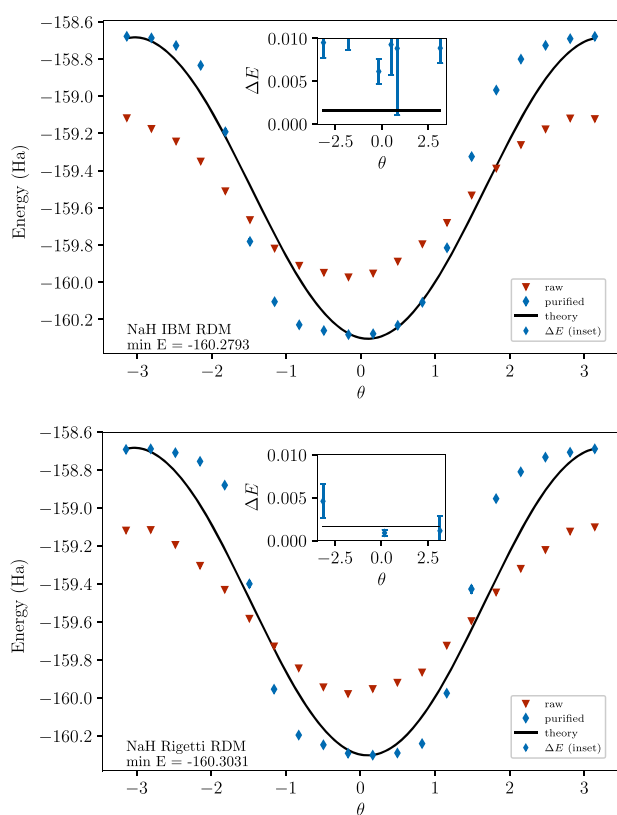 −158.6
−158.8
−159.0
−159.2
−159.4
−159.6
−159.8
−160.0
−160.2
Energy (Ha)
−3
−2
−1
0
1
2
3
θ
0.010
0.005
0.000
ΔE
−2.5
0.0
2.5
θ
raw
purified
theory
ΔE (inset)
NaH IBM RDM
min E = -160.2793
−158.6
−158.8
−159.0
−159.2
−159.4
−159.6
−159.8
−160.0
−160.2
Energy (Ha)
−3
−2
−1
0
1
2
3
θ
0.010
0.005
0.000
ΔE
−2.5
0.0
2.5
θ
raw
purified
theory
ΔE (inset)
NaH Rigetti RDM
min E = -160.3031